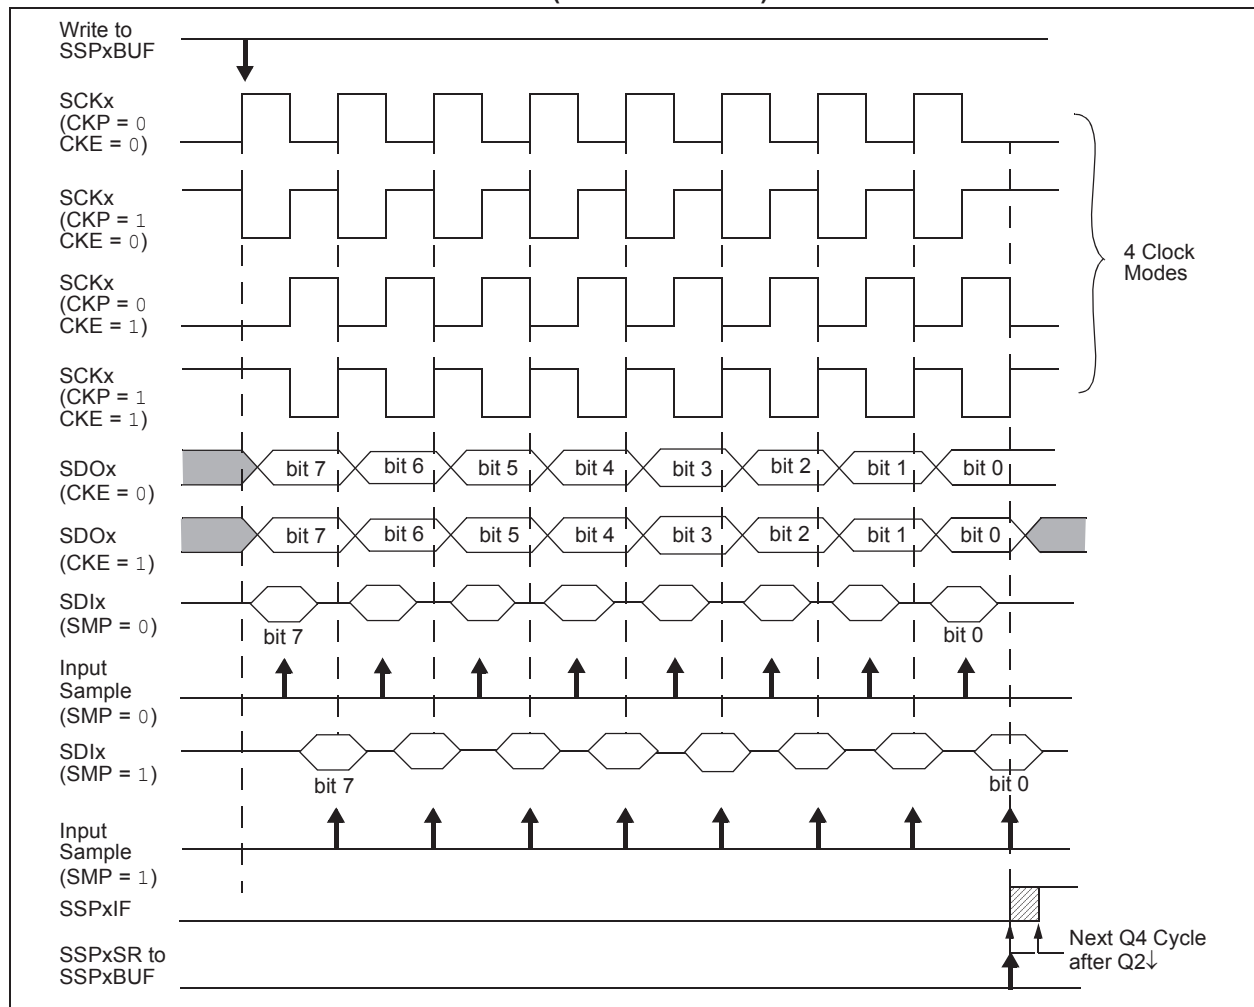 Write to
SSPxBUF
SCKx
(CKP = 0
CKE = 0)
SCKx
(CKP = 1
CKE = 0)
SCKx
(CKP = 0
CKE = 1)
SCKx
(CKP = 1
CKE = 1)
4 Clock
Modes
SDOx
(CKE = 0)
bit 7 bit 6 bit 5 bit 4 bit 3 bit 2 bit 1 bit 0
SDOx
(CKE = 1)
bit 7 bit 6 bit 5 bit 4 bit 3 bit 2 bit 1 bit 0
SDIx
(SMP = 0)
bit 7 bit 0
Input
Sample
(SMP = 0)
SDIx
(SMP = 1)
bit 7 bit 0
Input
Sample
(SMP = 1)
SSPxIF
SSPxSR to
SSPxBUF
Next Q4 Cycle
after Q2↓